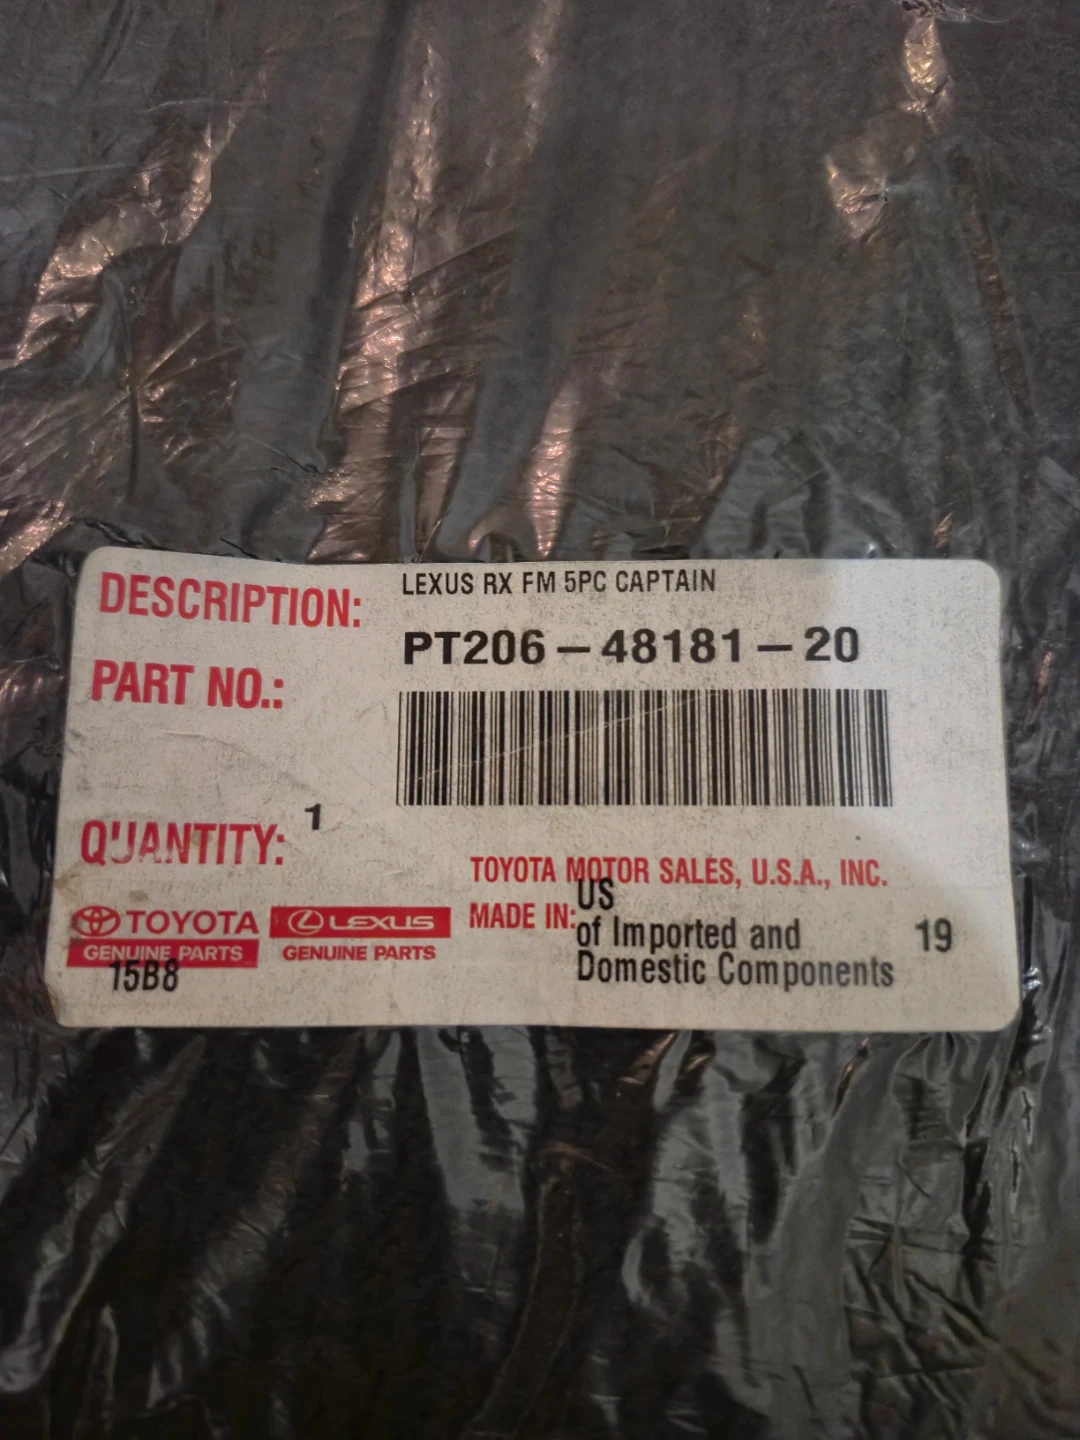 DESCRIPTION: LEXUS RX FM 5PC CAPTAIN
PART NO.: PT206-48181-20
QUANTITY: 1
TOYOTA MOTOR SALES, U.S.A., INC.
MADE IN: US
of Imported and
Domestic Components
19
TOYOTA
GENUINE PARTS
LEXUS
GENUINE PARTS
15B8